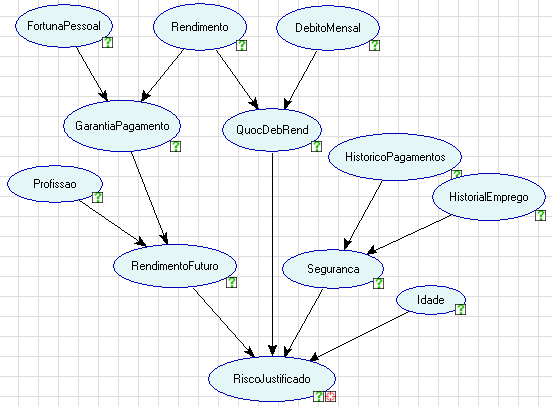 FortunaPessoal
Rendimento
DebitoMensal
GarantiaPagamento
QuocDebRend
HistoricoPagamentos
Profissao
HistorialEmprego
RendimentoFuturo
Seguranca
Idade
RiscoJustificado